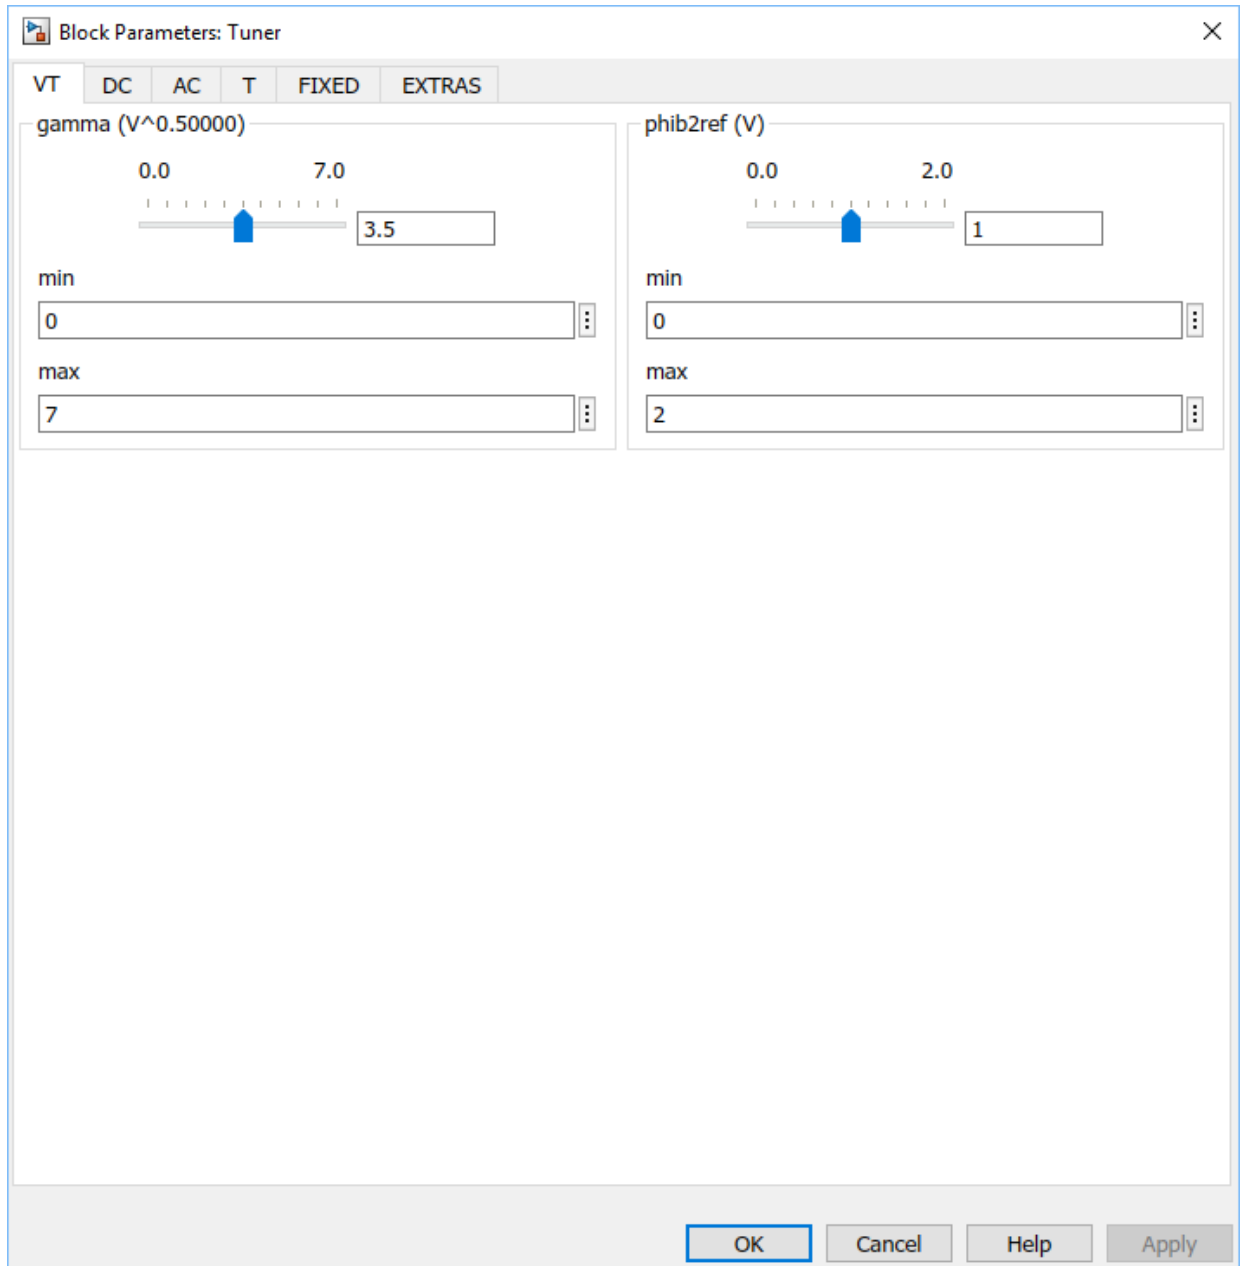 Block Parameters: Tuner
VT DC AC T FIXED EXTRAS
gamma (V^0.50000)
0.0 7.0
3.5
min
0
max
7
phib2ref (V)
0.0 2.0
1
min
0
max
2
OK Cancel Help Apply